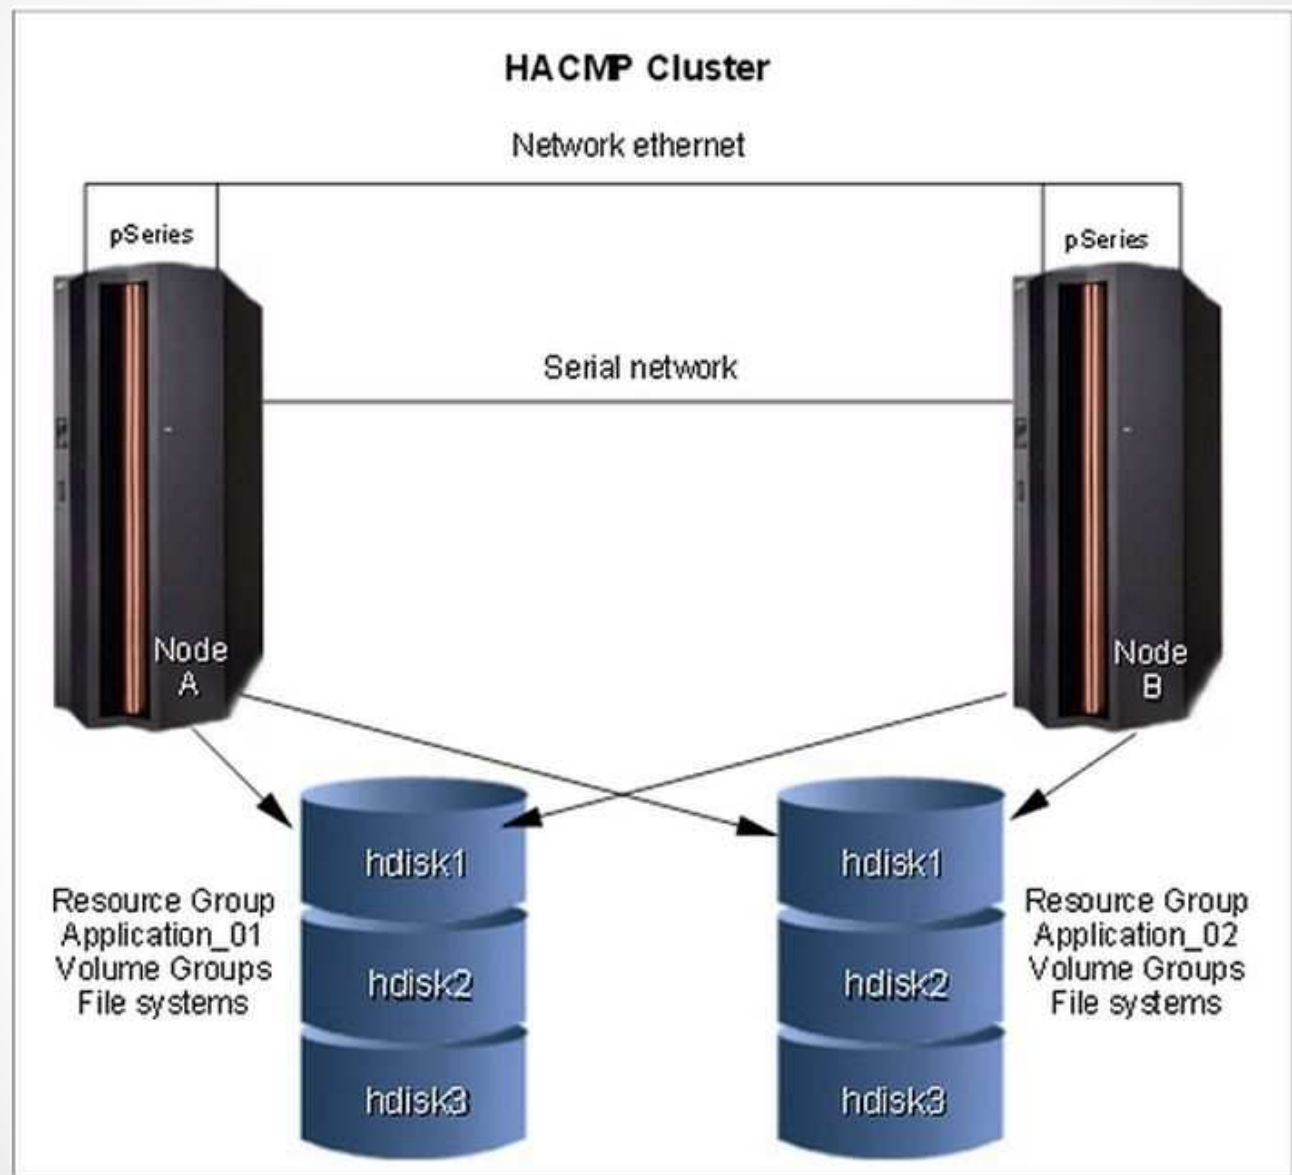 HACMP Cluster
Network ethernet
pSeries
pSeries
Serial network
Node
A
Node
B
hdisk1
hdisk2
hdisk3
hdisk1
hdisk2
hdisk3
Resource Group
Application_01
Volume Groups
File systems
Resource Group
Application_02
Volume Groups
File systems